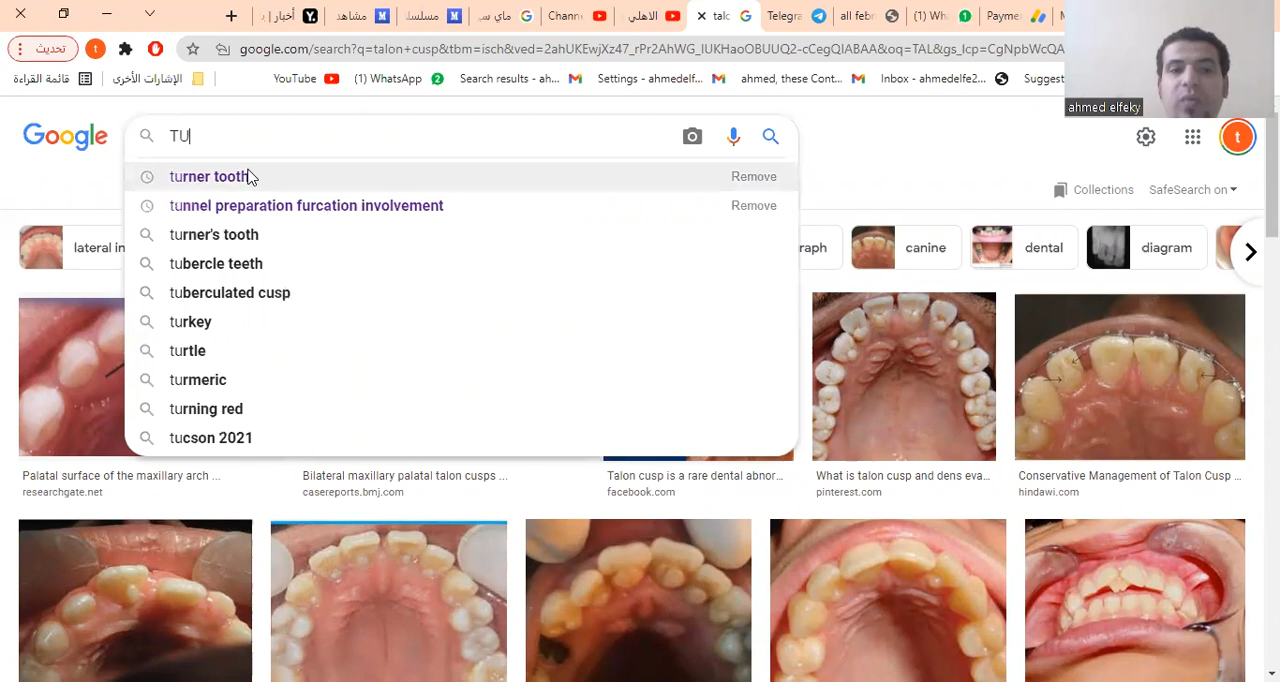 أخبار | ي
مشاهد
مسلسا
ماي سي
Chann
الاهلي
talc
Telegra
all febr
(1) Wha
Payme
تحديث
t
google.com/search?q=talon+cusp&tbm=isch&ved=2ahUKEwjXz47_rPr2AhWG_IUKHaoOBUUQ2-cCegQIABAA&oq=TAL&gs_lcp=CgNpbWcQA
قائمة القراءة
الإشارات الأخرى
YouTube
(1) WhatsApp
2
Search results - ah...
Settings - ahmedelf...
ahmed, these Cont...
Inbox - ahmedelfe2...
Suggest
ahmed elfeky
Google
TU
t
turner tooth
Remove
tunnel preparation furcation involvement
Remove
Collections
SafeSearch on
turner's tooth
tubercle teeth
tuberculated cusp
turkey
turtle
turmeric
turning red
tucson 2021
lateral in
raph
canine
dental
diagram
Palatal surface of the maxillary arch ...
researchgate.net
Bilateral maxillary palatal talon cusps ...
casereports.bmj.com
Talon cusp is a rare dental abnor...
facebook.com
What is talon cusp and dens eva...
pinterest.com
Conservative Management of Talon Cusp ...
hindawi.com